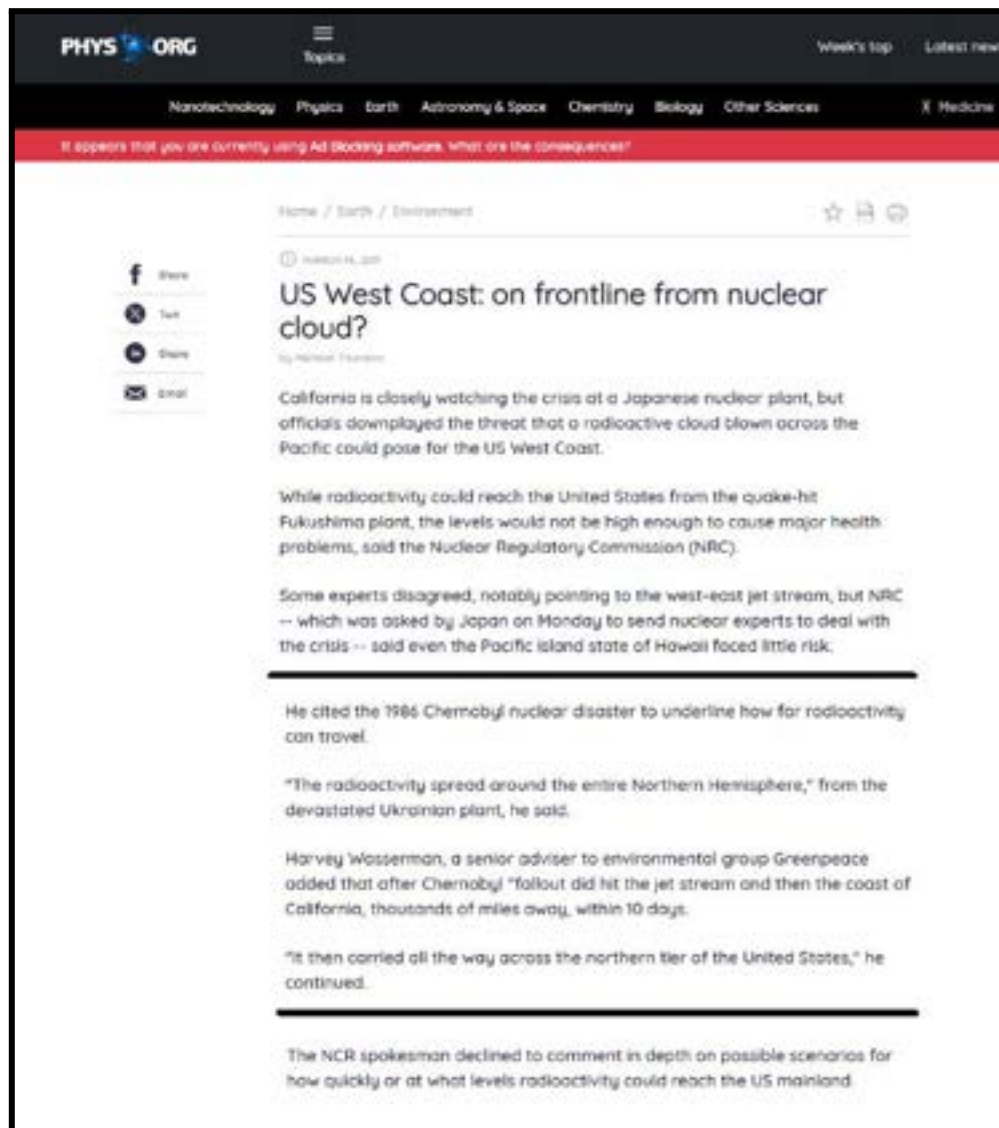 PHYS ORG
Topics
Week's top Latest new
Nanotechnology Physics Earth Astronomy & Space Chemistry Biology Other Sciences Medicine
It appears that you are currently using Ad Blocking software. What are the consequences?
Home / Earth / Environment
MARCH 14, 2011
Share
US West Coast: on frontline from nuclear
cloud?
Twit
by Michael Thurston
Share
Email
California is closely watching the crisis at a Japanese nuclear plant, but
officials downplayed the threat that a radioactive cloud blown across the
Pacific could pose for the US West Coast.
While radioactivity could reach the United States from the quake-hit
Fukushima plant, the levels would not be high enough to cause major health
problems, said the Nuclear Regulatory Commission (NRC).
Some experts disagreed, notably pointing to the west-east jet stream, but NRC
-- which was asked by Japan on Monday to send nuclear experts to deal with
the crisis -- said even the Pacific island state of Hawaii faced little risk.
He cited the 1986 Chernobyl nuclear disaster to underline how far radioactivity
can travel.
"The radioactivity spread around the entire Northern Hemisphere," from the
devastated Ukrainian plant, he said.
Harvey Wasserman, a senior adviser to environmental group Greenpeace
added that after Chernobyl "fallout did hit the jet stream and then the coast of
California, thousands of miles away, within 10 days.
"It then carried all the way across the northern tier of the United States," he
continued.
The NCR spokesman declined to comment in depth on possible scenarios for
how quickly or at what levels radioactivity could reach the US mainland.